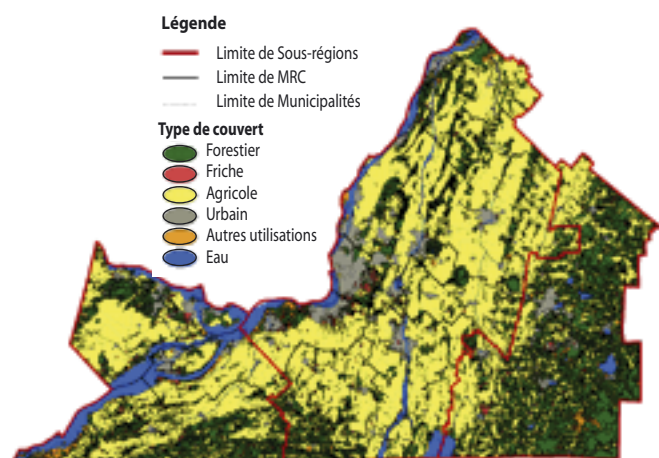 Légende
Limite de Sous-régions
Limite de MRC
Limite de Municipalités
Type de couvert
Forestier
Friche
Agricole
Urbain
Autres utilisations
Eau